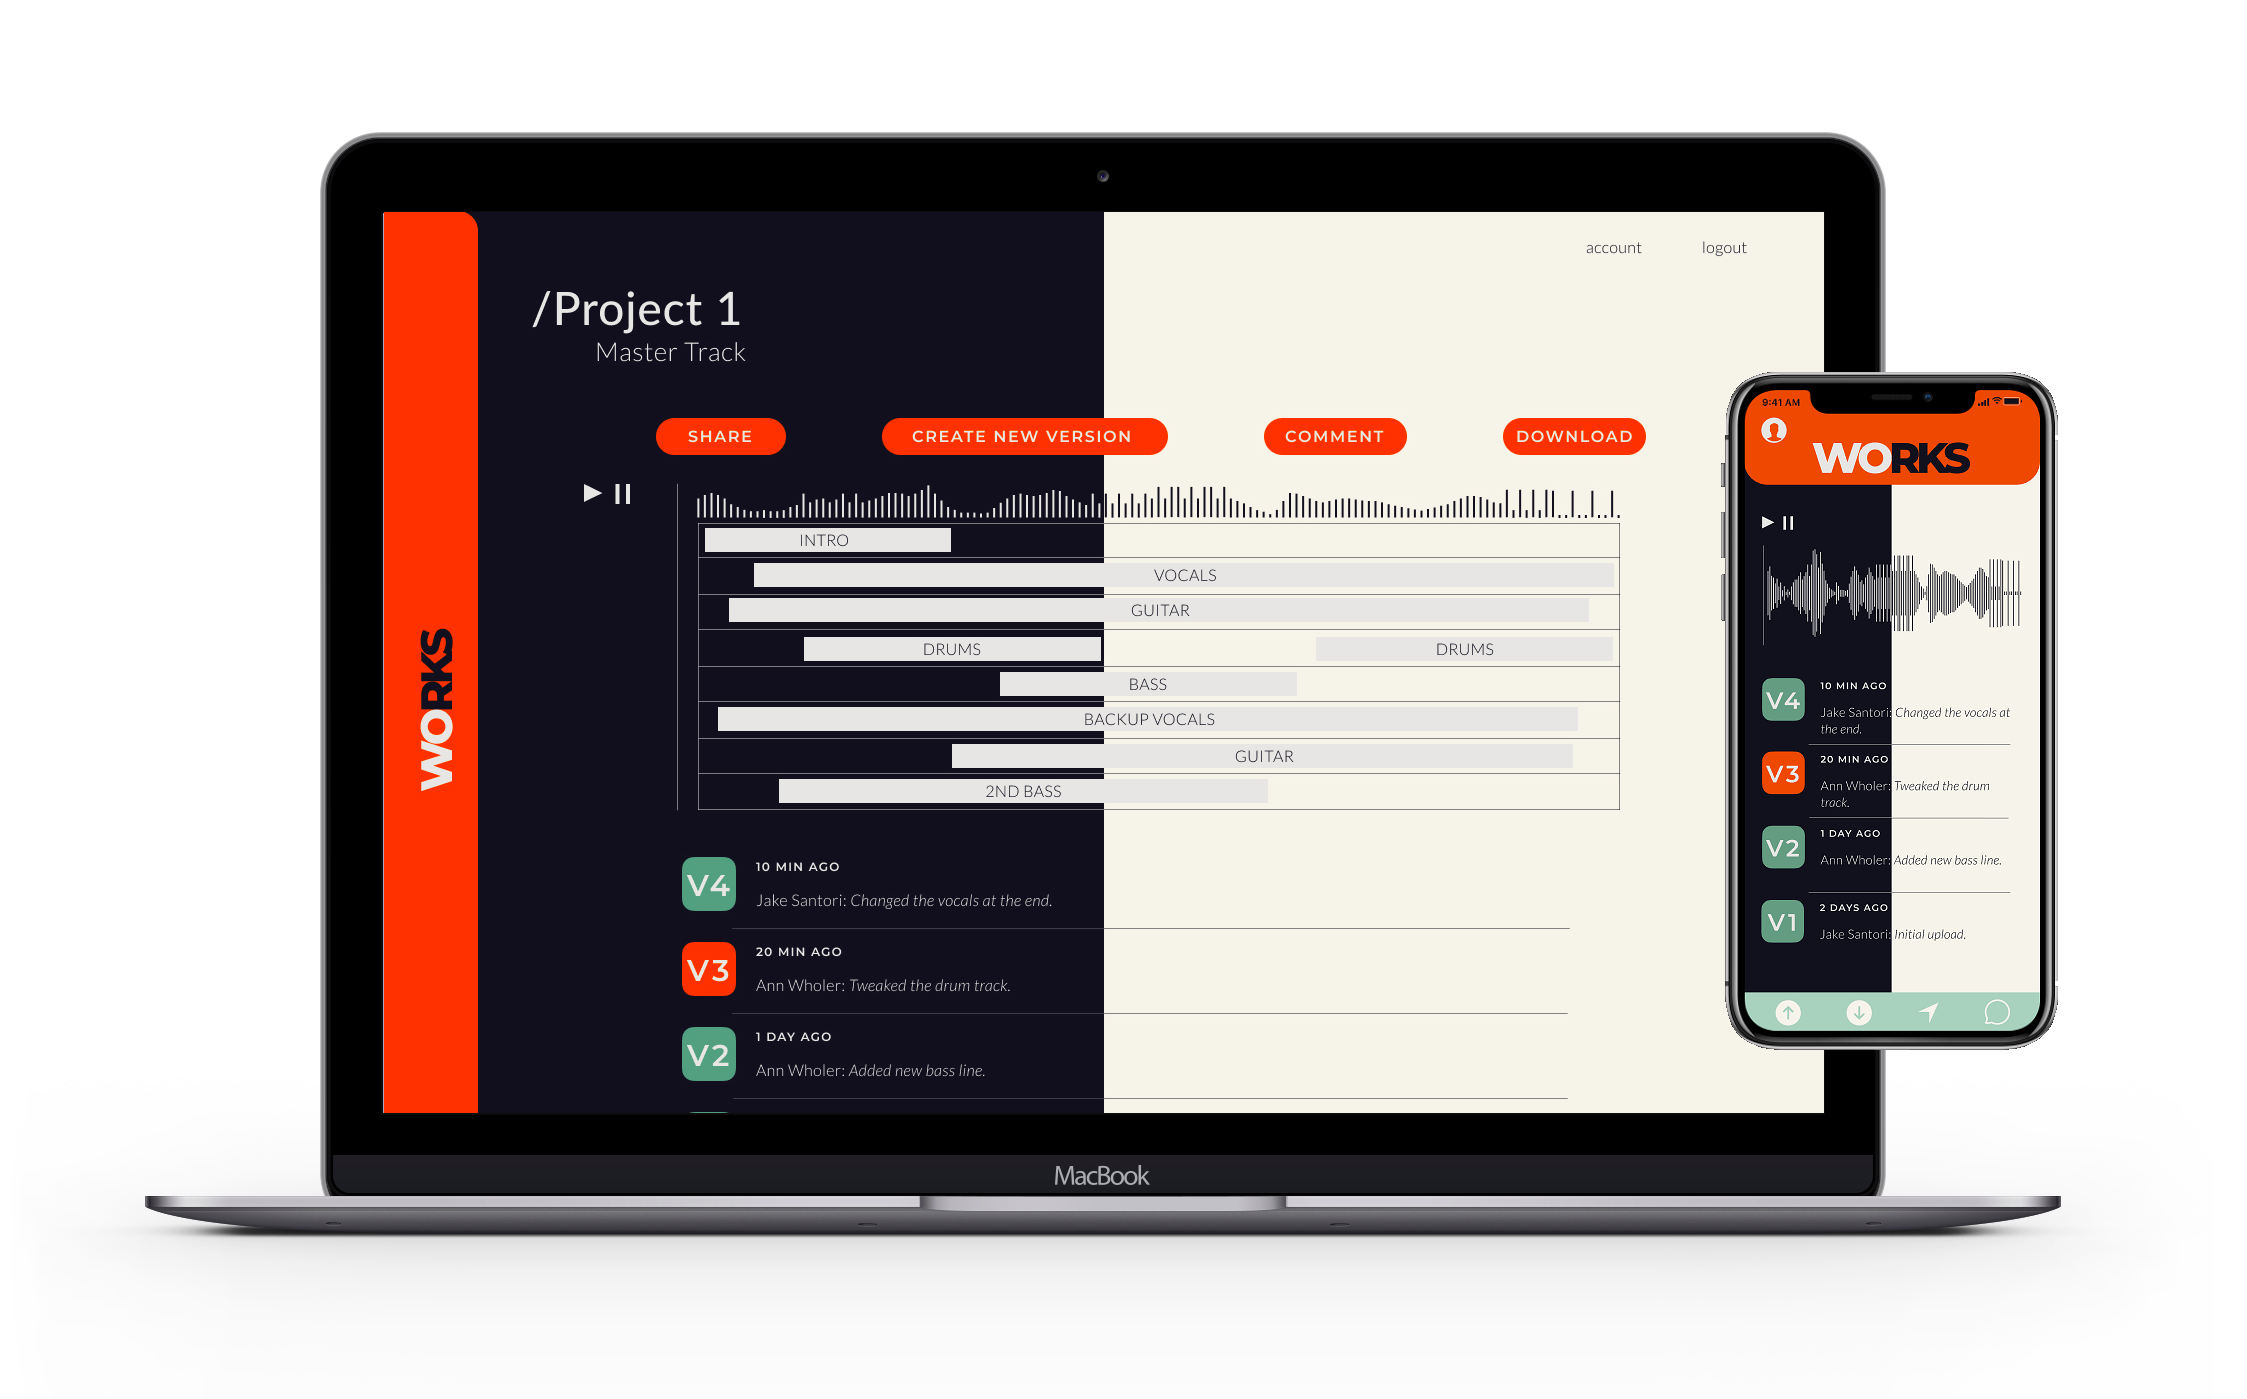 account logout
/Project 1
Master Track
SHARE CREATE NEW VERSION COMMENT DOWNLOAD
INTRO
VOCALS
GUITAR
DRUMS DRUMS
BASS
BACKUP VOCALS
GUITAR
2ND BASS
WORKS
V4 10 MIN AGO
Jake Santori: Changed the vocals at the end.
V3 20 MIN AGO
Ann Wholer: Tweaked the drum track.
V2 1 DAY AGO
Ann Wholer: Added new bass line.
MacBook
9:41 AM
WORKS
V4 10 MIN AGO
Jake Santori: Changed the vocals at
the end.
V3 20 MIN AGO
Ann Wholer: Tweaked the drum
track.
V2 1 DAY AGO
Ann Wholer: Added new bass line.
V1 2 DAYS AGO
Jake Santori: Initial upload.